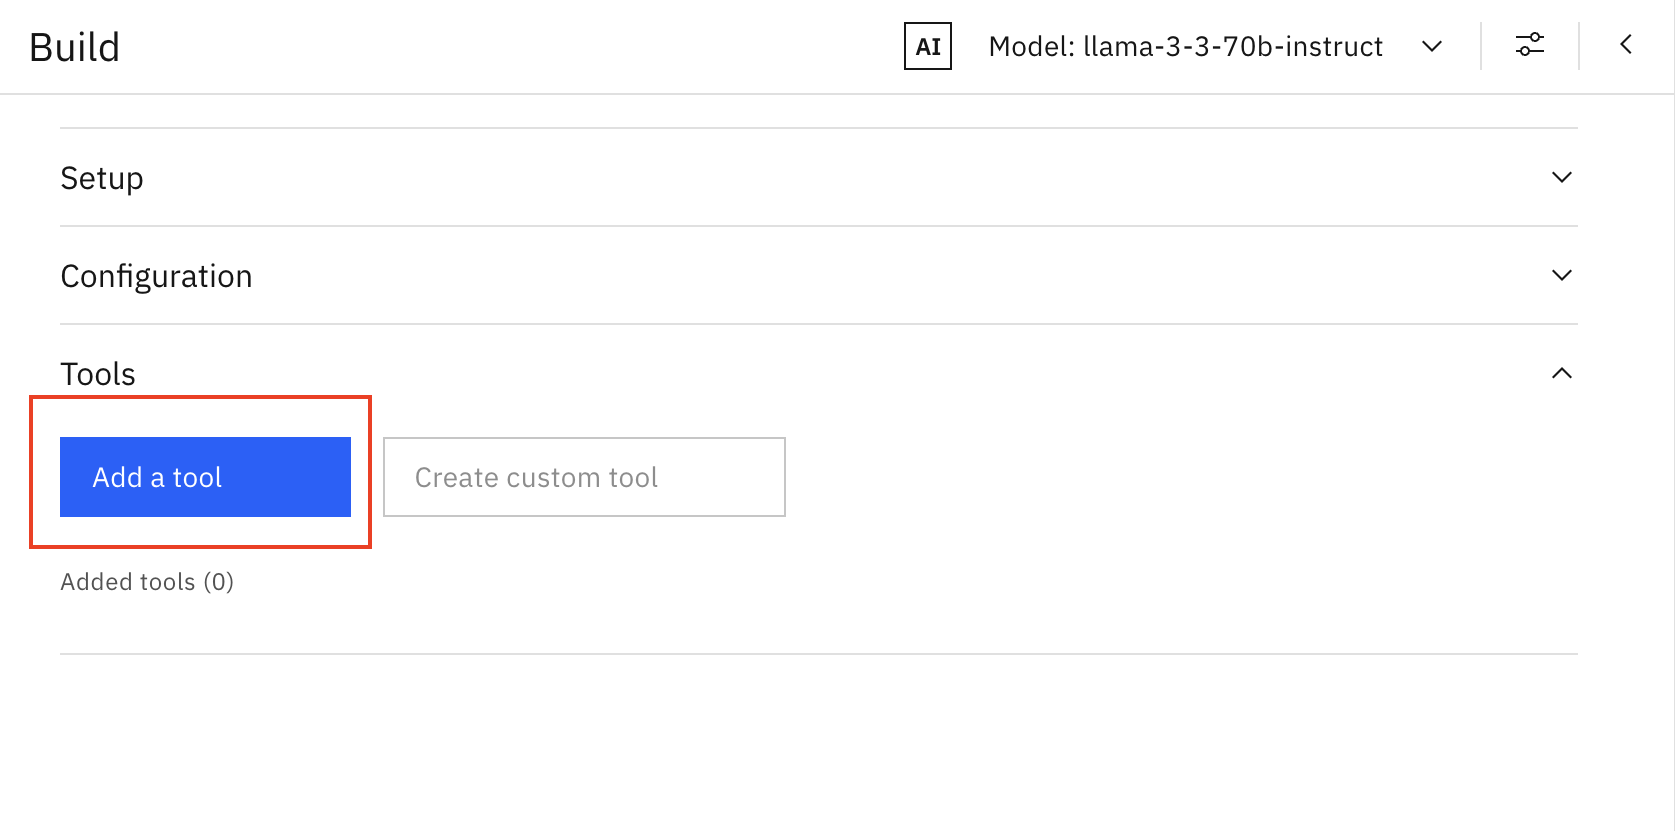 Build
AI
Model: llama-3-3-70b-instruct
Setup
Configuration
Tools
Add a tool
Create custom tool
Added tools (0)